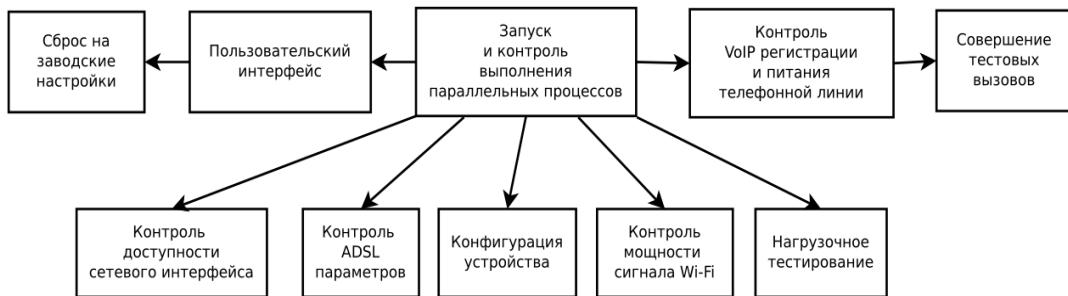 Сброс на
заводские
настройки
Пользовательский
интерфейс
Запуск
и контроль
выполнения
параллельных процессов
Контроль
VoIP регистрации
и питания
телефонной линии
Совершение
тестовых
вызовов
Контроль
доступности
сетевого интерфейса
Контроль
ADSL
параметров
Конфигурация
устройства
Контроль
мощности
сигнала Wi-Fi
Нагрузочное
тестирование